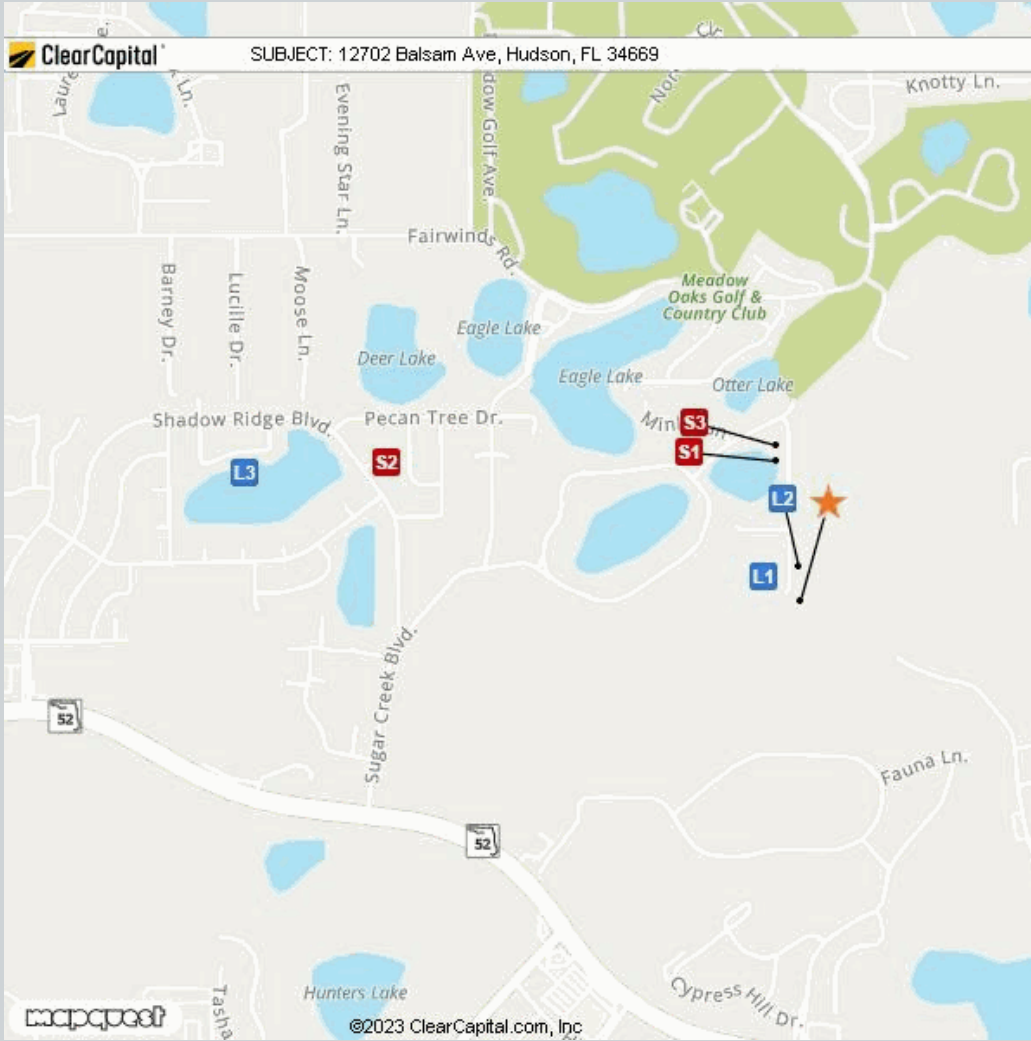 ClearCapital
SUBJECT: 12702 Balsam Ave, Hudson, FL 34669
Knotty Ln.
Evening Star Ln.
Fairwinds Rd.
Barney Dr.
Lucille Dr.
Moose Ln.
Meadow
Oaks Golf &
Country Club
Eagle Lake
Deer Lake
Eagle Lake
Otter Lake
Shadow Ridge Blvd.
Pecan Tree Dr.
S3
S1
S2
L3
L2
L1
Sugar Creek Blvd.
52
Fauna Ln.
52
Hunters Lake
Cypress Hill Dr.
Tasha
mapquest
©2023 ClearCapital.com, Inc